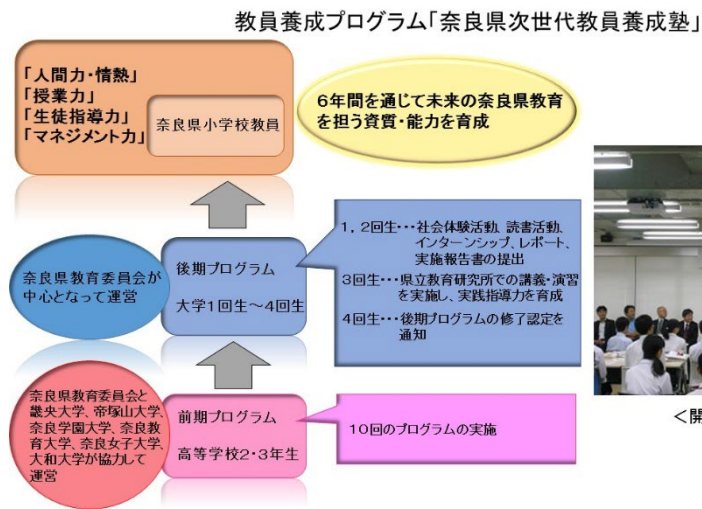 教員養成プログラム「奈良県次世代教員養成塾」
「人間力・情熱」
「授業力」
「生徒指導力」
「マネジメント力」
奈良県小学校教員
6年間を通じて未来の奈良県教育
を担う資質・能力を育成
奈良県教育委員会が
中心となって運営
後期プログラム
大学1回生～4回生
1，2回生・・・社会体験活動、読書活動、
インターンシップ、レポート、
実施報告書の提出
3回生・・・県立教育研究所での講義・演習
を実施し、実践指導力を育成
4回生・・・後期プログラムの修了認定を
通知
奈良県教育委員会と
畿央大学、帝塚山大学、
奈良学園大学、奈良教
育大学、奈良女子大学、
大和大学が協力して
運営
前期プログラム
高等学校2・3年生
10回のプログラムの実施
＜開